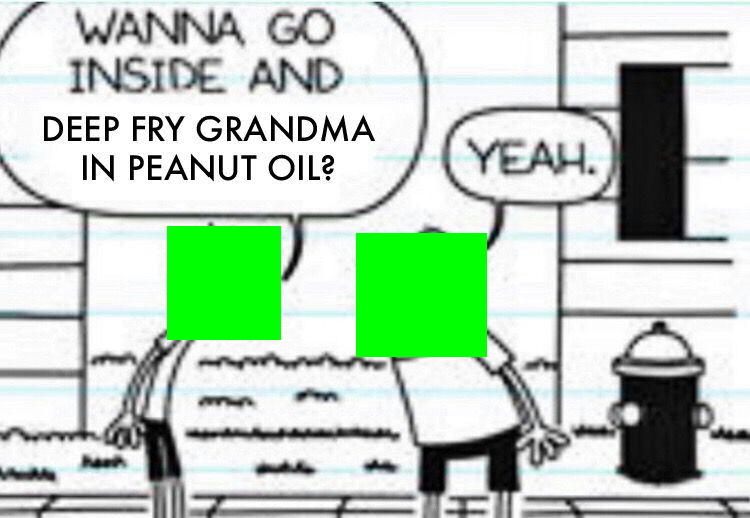 WANNA GO
INSIDE AND
DEEP FRY GRANDMA
IN PEANUT OIL?
YEAH.